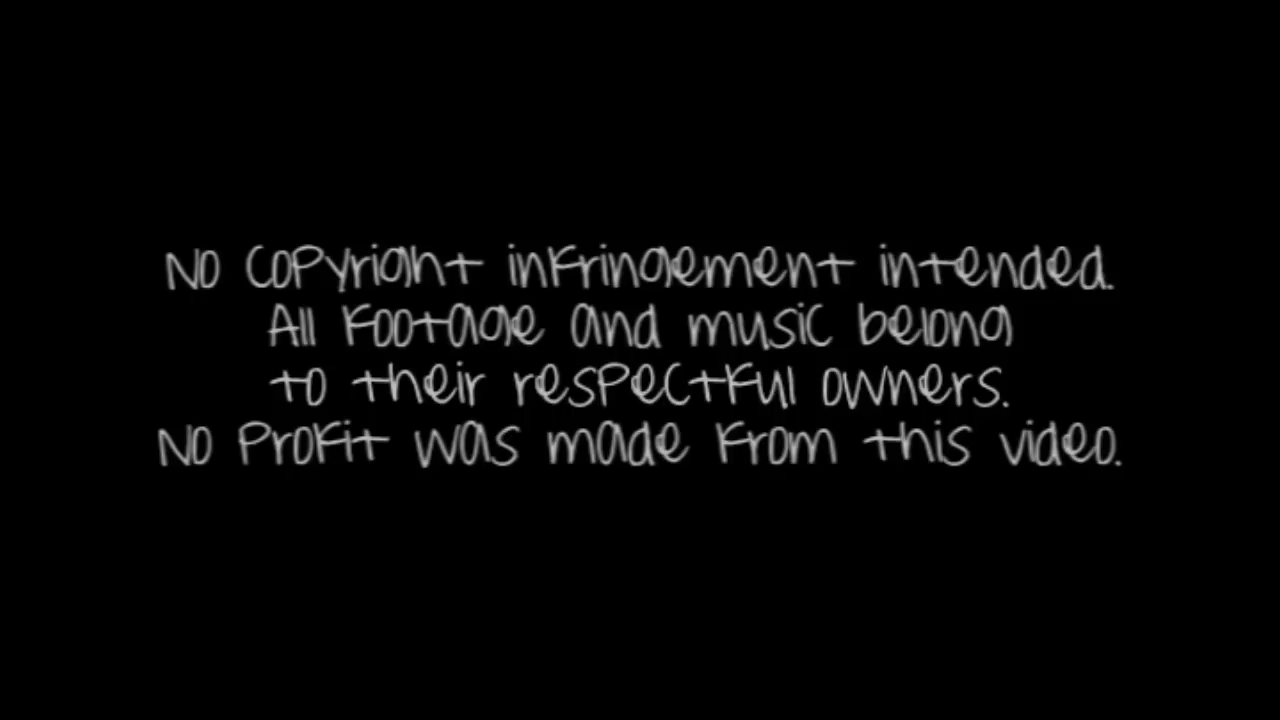 No copyright infringement intended.
All footage and music belong
to their respectful owners.
No profit was made from this video.